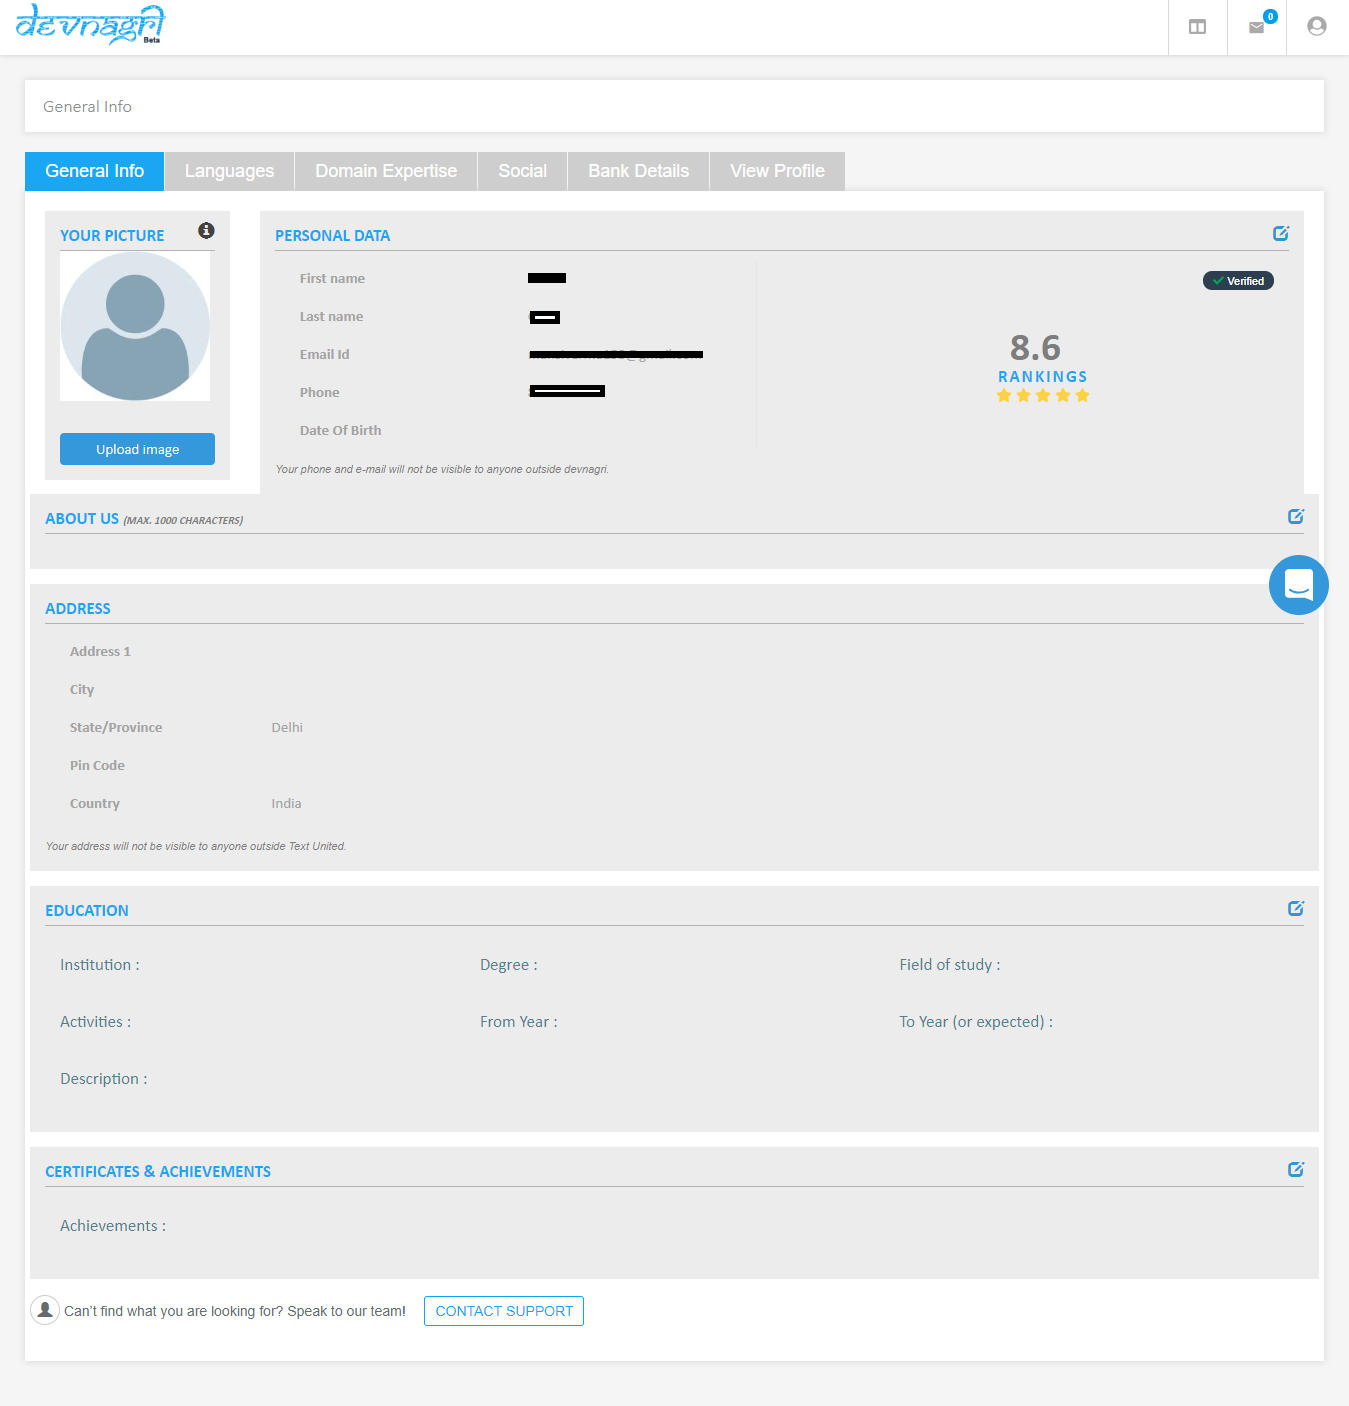 devnagri
Beta
0
General Info
General Info Languages Domain Expertise Social Bank Details View Profile
YOUR PICTURE
Upload image
PERSONAL DATA
First name
Last name
Email Id
Phone
Date Of Birth
Your phone and e-mail will not be visible to anyone outside devnagri.
Verified
8.6
RANKINGS
ABOUT US (MAX. 1000 CHARACTERS)
ADDRESS
Address 1
City
State/Province Delhi
Pin Code
Country India
Your address will not be visible to anyone outside Text United.
EDUCATION
Institution : Degree : Field of study :
Activities : From Year : To Year (or expected) :
Description :
CERTIFICATES & ACHIEVEMENTS
Achievements :
Can't find what you are looking for? Speak to our team! CONTACT SUPPORT